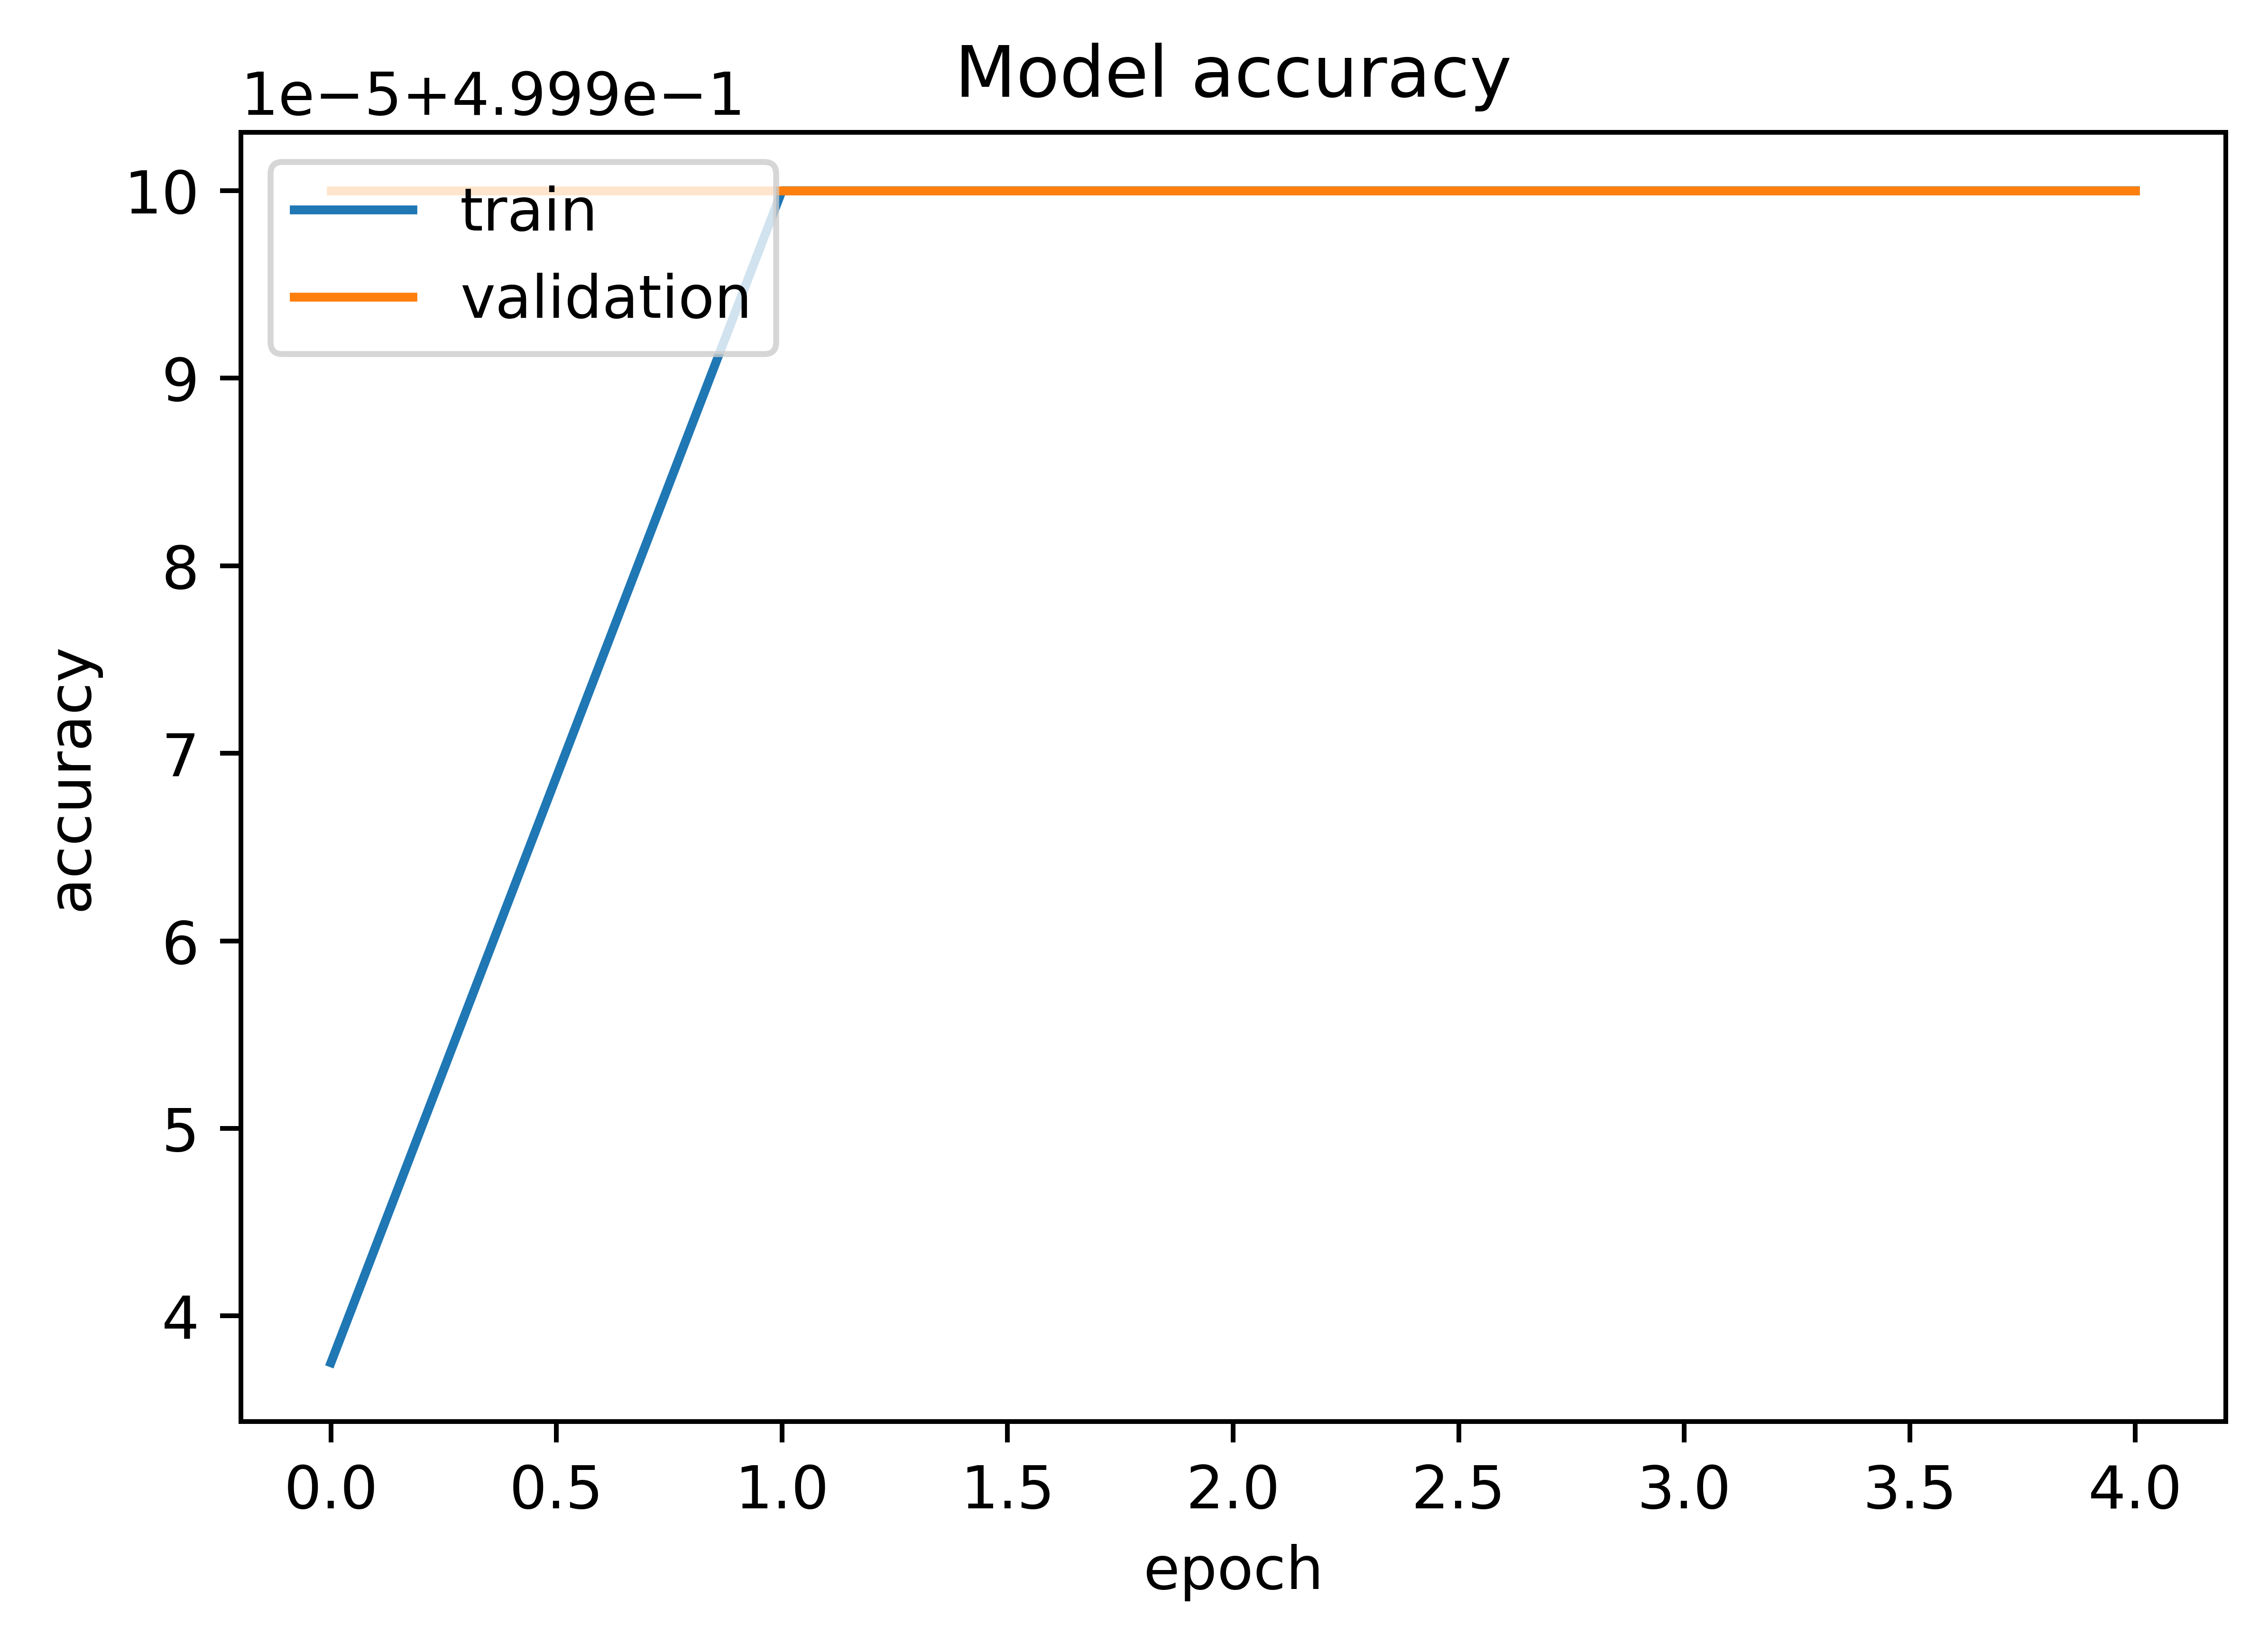 Model accuracy
1e−5+4.999e−1
train
validation
10
9
8
7
6
5
4
accuracy
0.0 0.5 1.0 1.5 2.0 2.5 3.0 3.5 4.0
epoch